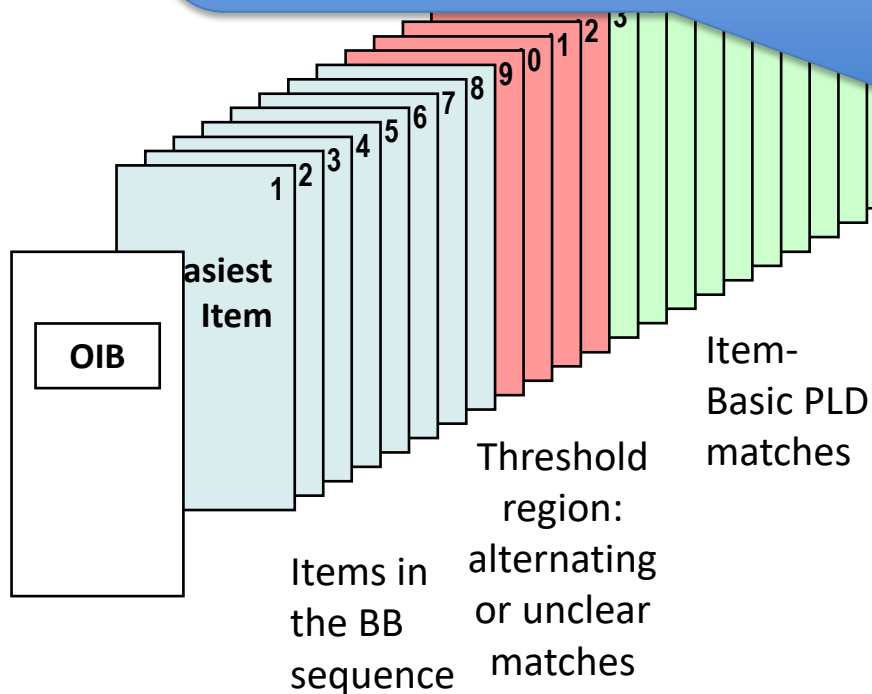 1
2
3
4
5
6
7
8
9
0
1
2
3
asiest
Item
OIB
Item-
Basic PLD
matches
Threshold
region:
alternating
or unclear
matches
Items in
the BB
sequence